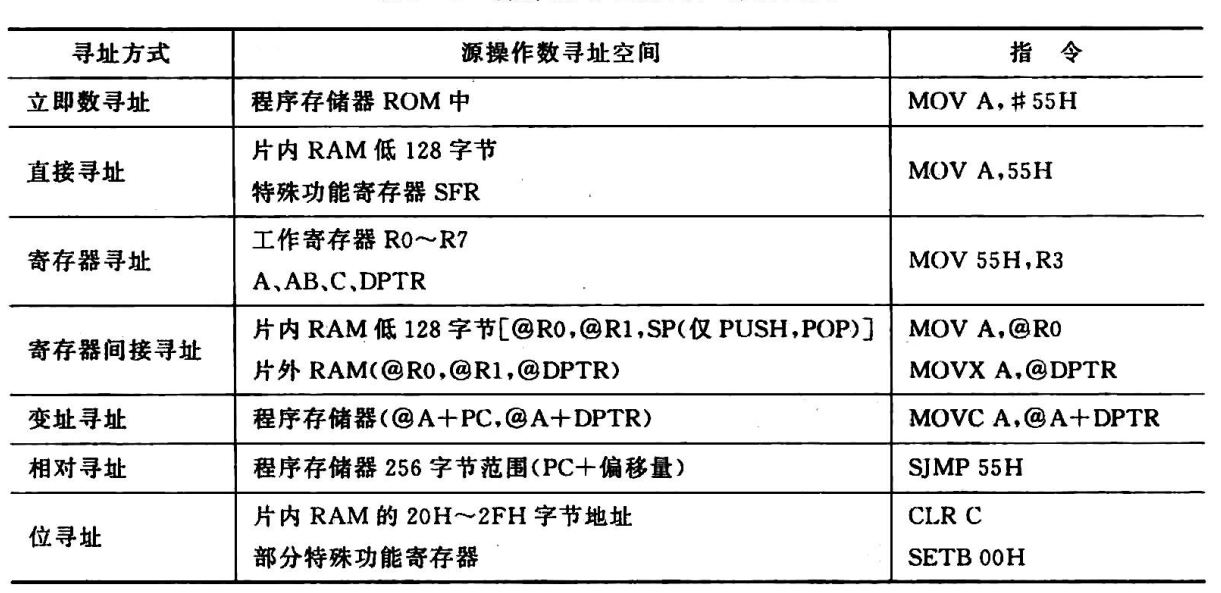 寻址方式 源操作数寻址空间 指 令
立即数寻址 程序存储器 ROM 中 MOV A,#55H
直接寻址 片内 RAM 低 128 字节 MOV A,55H
特殊功能寄存器 SFR
寄存器寻址 工作寄存器 R0~R7 MOV 55H,R3
A、AB、C、DPTR
寄存器间接寻址 片内 RAM 低 128 字节[@R0,@R1,SP(仅 PUSH,POP)] MOV A,@R0
片外 RAM(@R0,@R1,@DPTR) MOVX A,@DPTR
变址寻址 程序存储器(@A+PC,@A+DPTR) MOVC A,@A+DPTR
相对寻址 程序存储器 256 字节范围(PC+偏移量) SJMP 55H
位寻址 片内 RAM 的 20H~2FH 字节地址 CLR C
部分特殊功能寄存器 SETB 00H